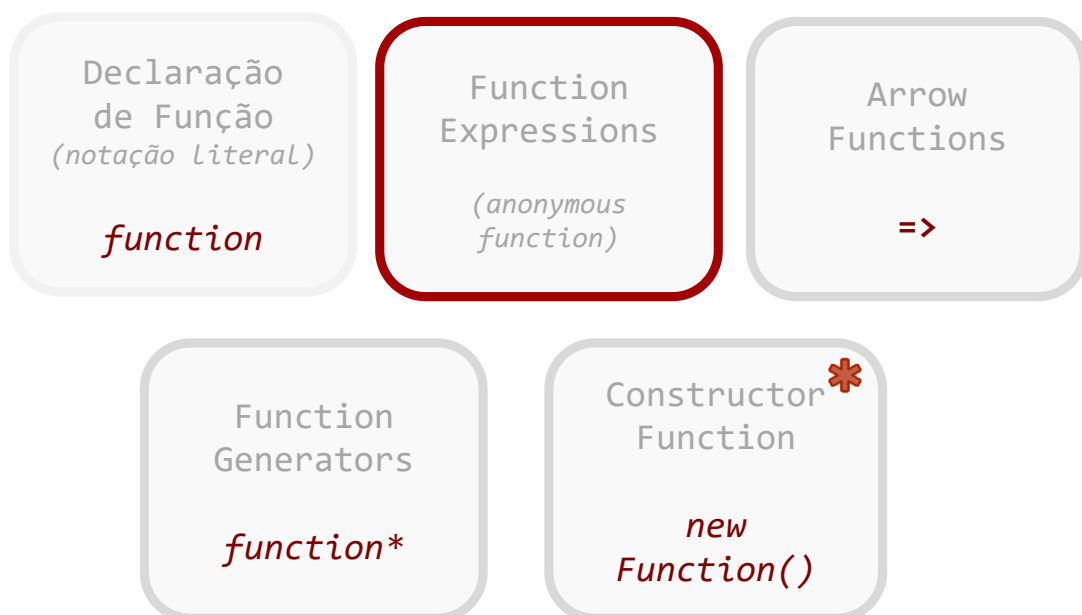 Declaração
de Função
(notação literal)
function
Function
Expressions
(anonymous
function)
Arrow
Functions
=>
Function
Generators
function*
Constructor
Function
*
new
Function()